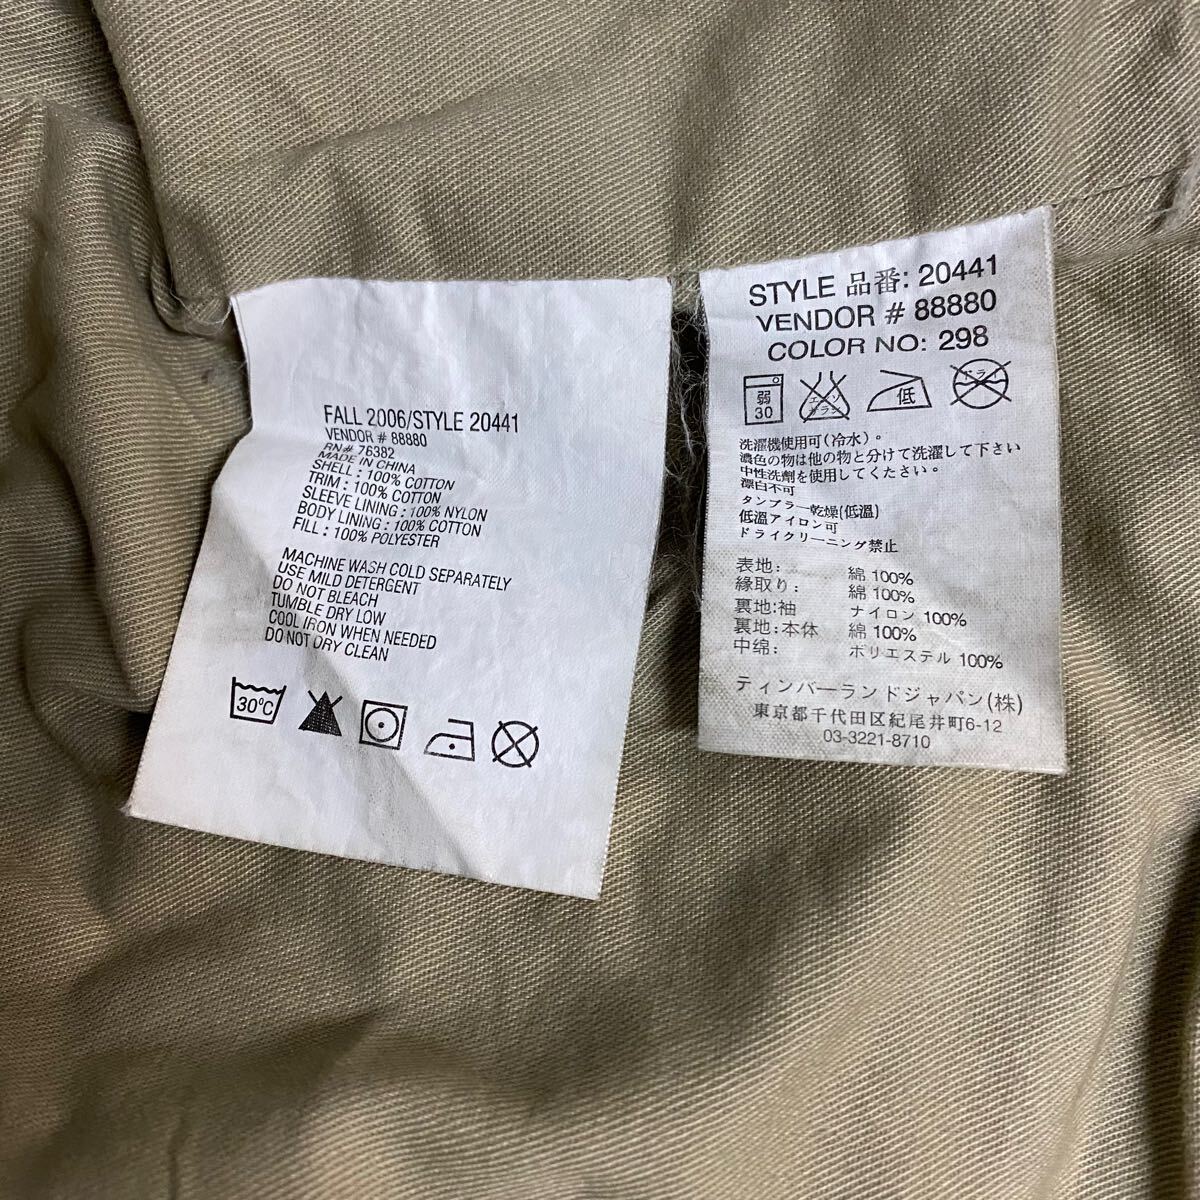 FALL 2006/STYLE 20441
VENDOR # 88880
RN# 76382
MADE IN CHINA
SHELL : 100% COTTON
TRIM : 100% COTTON
SLEEVE LINING : 100% NYLON
BODY LINING : 100% COTTON
FILL : 100% POLYESTER
MACHINE WASH COLD SEPARATELY
USE MILD DETERGENT
DO NOT BLEACH
TUMBLE DRY LOW
COOL IRON WHEN NEEDED
DO NOT DRY CLEAN
30°C
STYLE 品番: 20441
VENDOR # 88880
COLOR NO: 298
弱
30
エンソ
サラシ
低
ドライ
洗濯機使用可(冷水)。
濃色の物は他の物と分けて洗濯して下さい
中性洗剤を使用してください。
漂白不可
タンブラー乾燥(低温)
低温アイロン可
ドライクリーニング禁止
表地: 綿 100%
縁取り: 綿 100%
裏地:袖 ナイロン 100%
裏地:本体 綿 100%
中綿: ポリエステル 100%
ティンバーランドジャパン(株)
東京都千代田区紀尾井町6-12
03-3221-8710